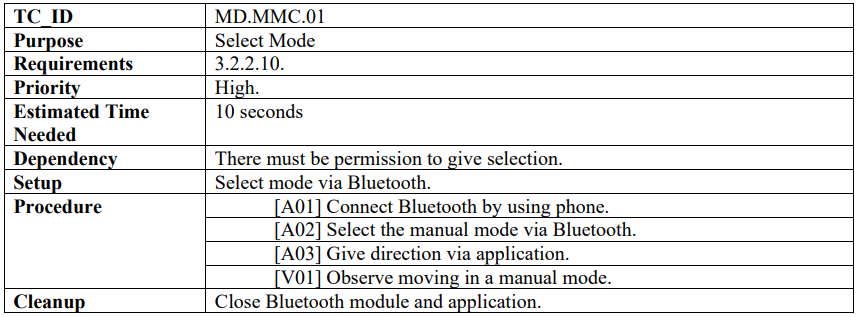 TC_ID MD.MMC.01
Purpose Select Mode
Requirements 3.2.2.10.
Priority High.
Estimated Time 10 seconds
Needed
Dependency There must be permission to give selection.
Setup Select mode via Bluetooth.
Procedure [A01] Connect Bluetooth by using phone.
[A02] Select the manual mode via Bluetooth.
[A03] Give direction via application.
[V01] Observe moving in a manual mode.
Cleanup Close Bluetooth module and application.